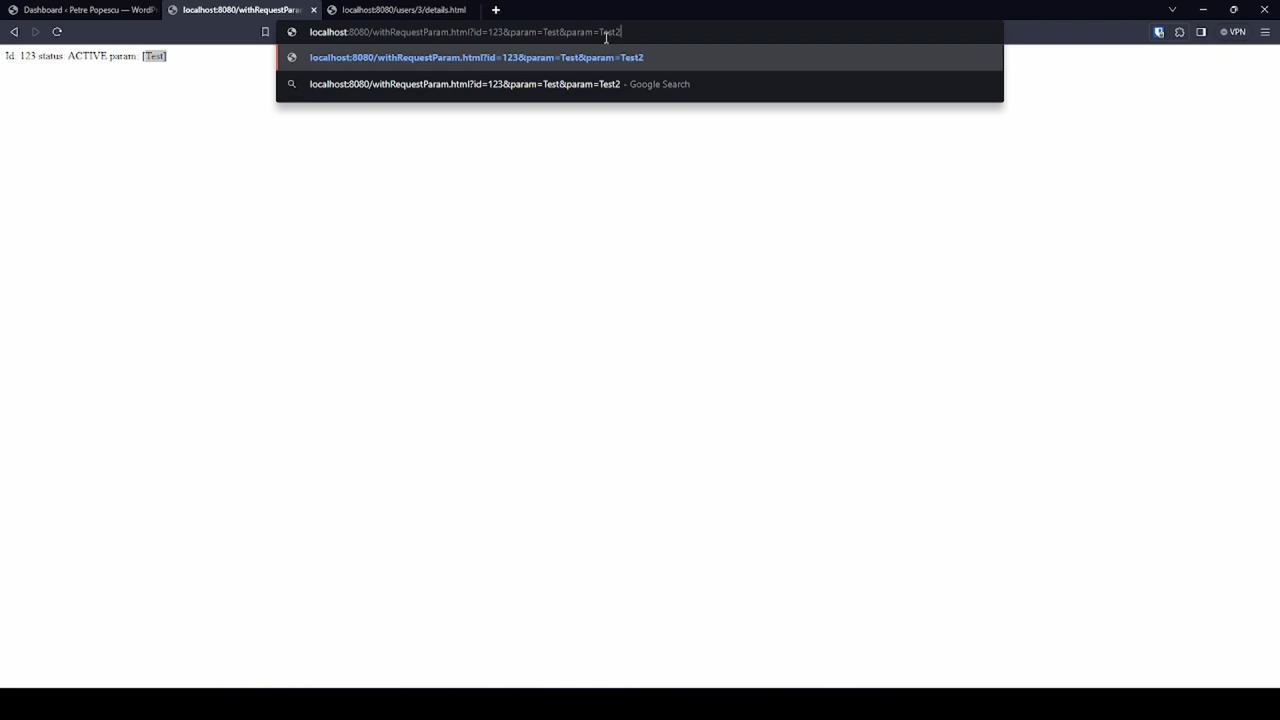 Dashboard ‹ Petre Popescu — WordP
localhost:8080/withRequestParar
localhost:8080/users/3/details.html
localhost:8080/withRequestParam.html?id=123&param=Test&param=Test2
VPN
localhost:8080/withRequestParam.html?id=123&param=Test&param=Test2
localhost:8080/withRequestParam.html?id=123&param=Test&param=Test2 - Google Search
Id: 123 status: ACTIVE param: [Test]